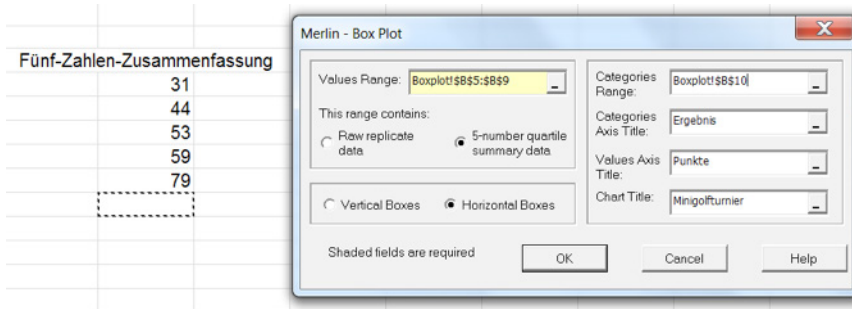 Fünf-Zahlen-Zusammenfassung
31
44
53
59
79
Merlin - Box Plot
X
Values Range: Boxplot!$B$5:$B$9
This range contains:
Raw replicate data
5-number quartile summary data
Vertical Boxes
Horizontal Boxes
Shaded fields are required
Categories Range: Boxplot!$B$10
Categories Axis Title: Ergebnis
Values Axis Title: Punkte
Chart Title: Minigolfturnier
OK
Cancel
Help